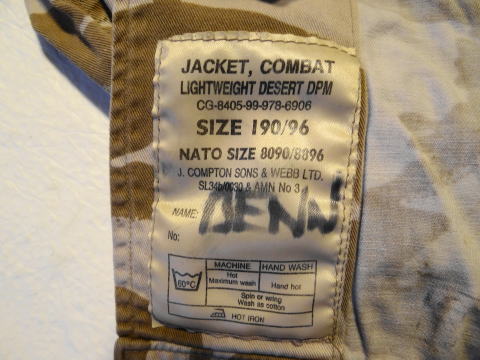 JACKET, COMBAT
LIGHTWEIGHT DESERT DPM
CG-8405-99-978-6906
SIZE 190/96
NATO SIZE 8090/8896
J. COMPTON SONS & WEBB LTD.
SL34b/0030 & AMN No 3
NAME:
No:
MACHINE HAND WASH
60°C Hot Maximum wash Hand hot
Spin or wring
Wash as cotton
HOT IRON